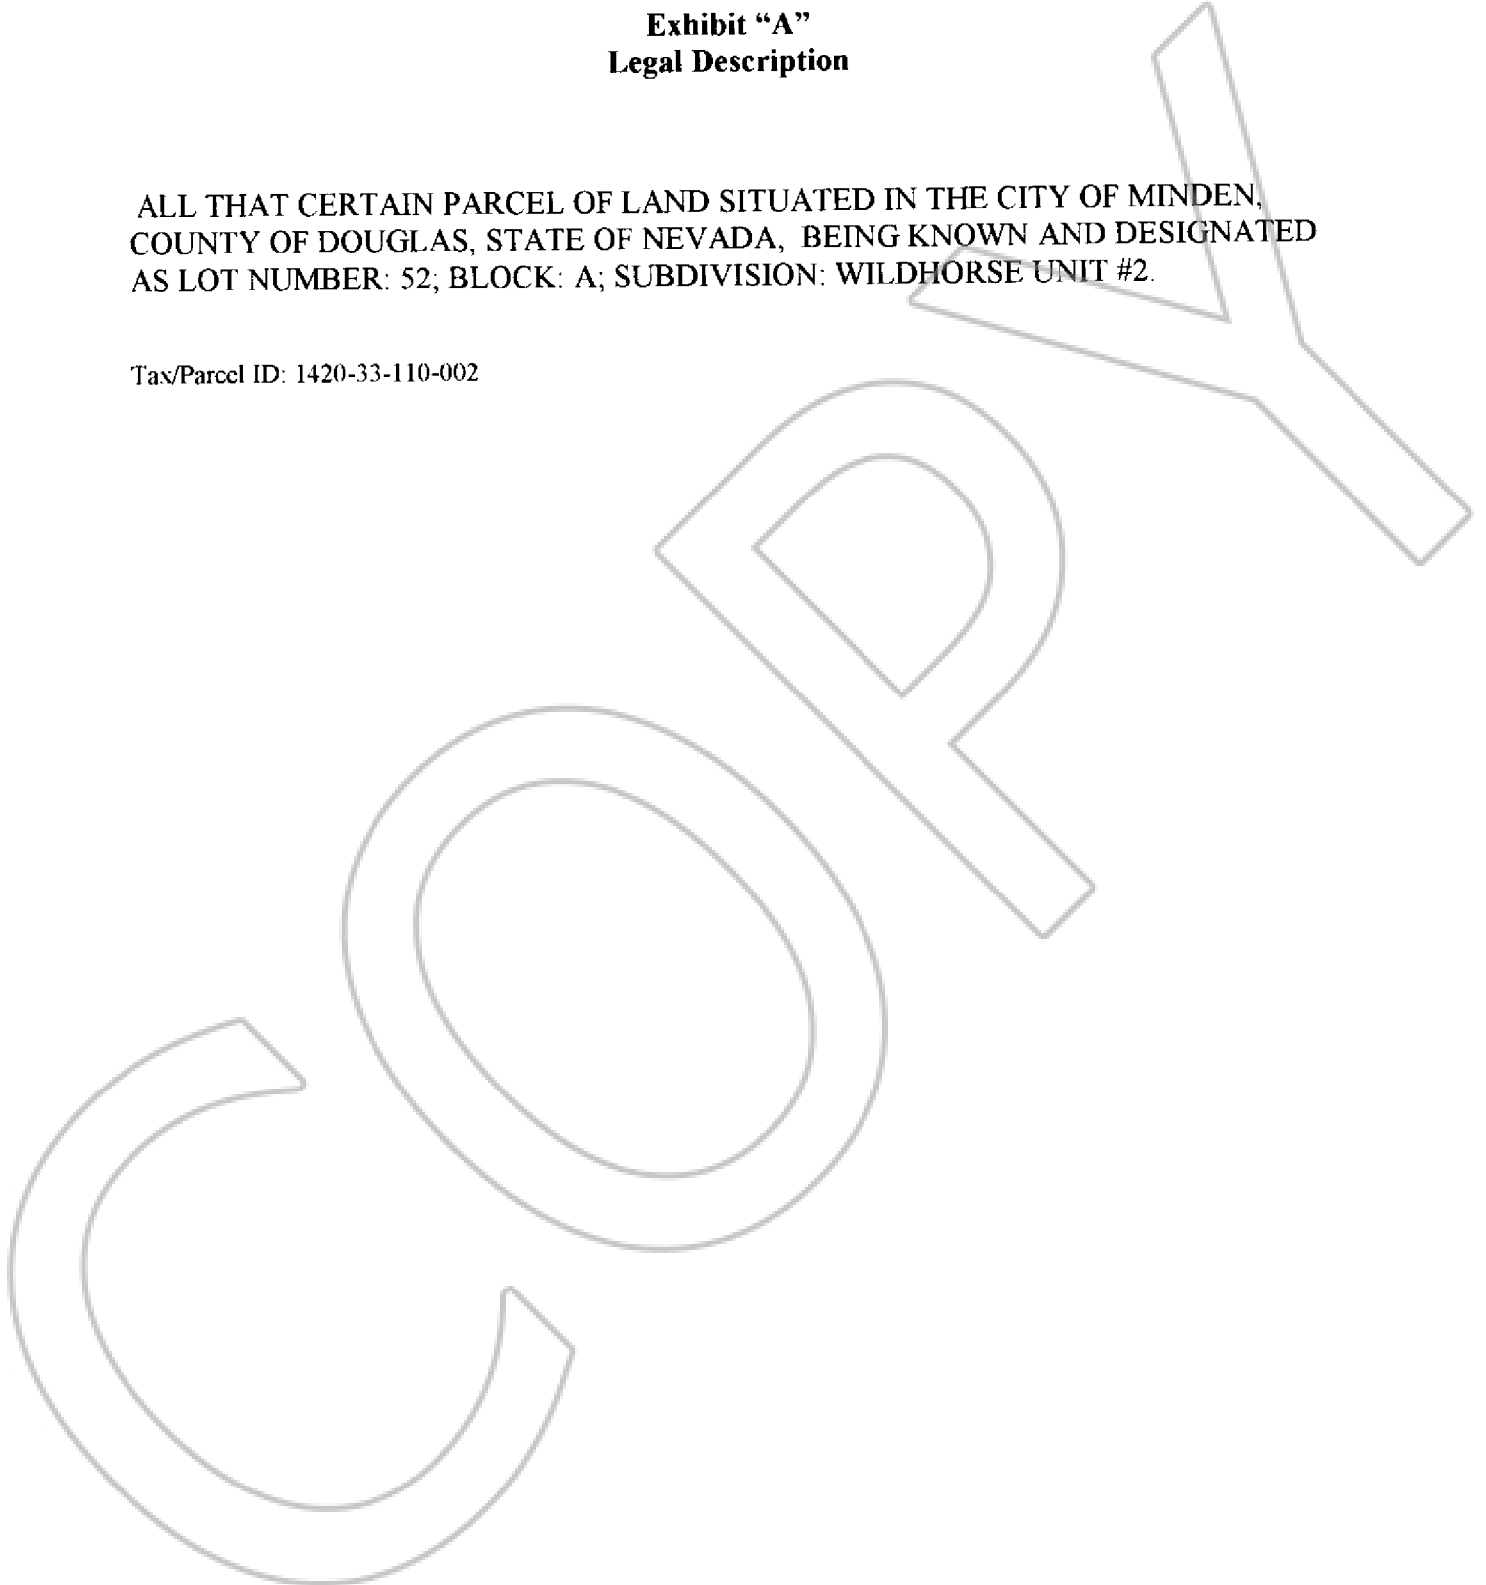 Exhibit “A”
Legal Description
ALL THAT CERTAIN PARCEL OF LAND SITUATED IN THE CITY OF MINDEN,
COUNTY OF DOUGLAS, STATE OF NEVADA, BEING KNOWN AND DESIGNATED
AS LOT NUMBER: 52; BLOCK: A; SUBDIVISION: WILDHORSE UNIT #2.
Tax/Parcel ID: 1420-33-110-002
COPY